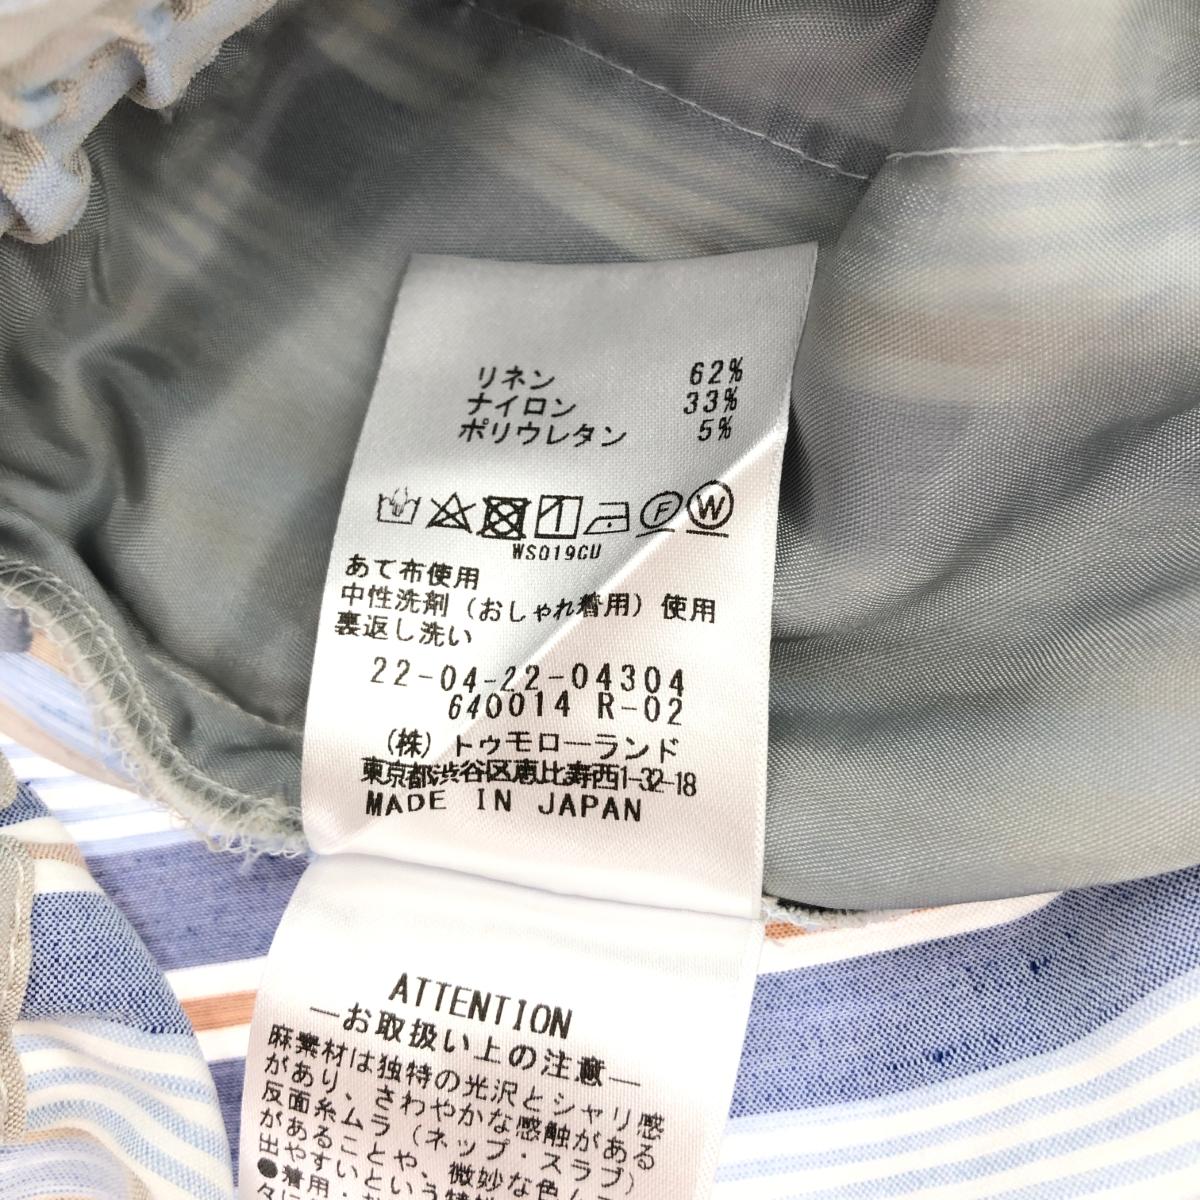 リネン 62%
ナイロン 33%
ポリウレタン 5%
F W
WS019CU
あて布使用
中性洗剤（おしゃれ着用）使用
裏返し洗い
22-04-22-04304
640014 R-02
（株）トゥモローランド
東京都渋谷区恵比寿西1-32-18
MADE IN JAPAN
ATTENTION
―お取扱い上の注意―
麻素材は独特の光沢とシャリ感
があり、さわやかな感触がある
反面糸ムラ（ネップ・スラブ）
があることや、微妙な色ム
出やすいという特
●着用・
々に